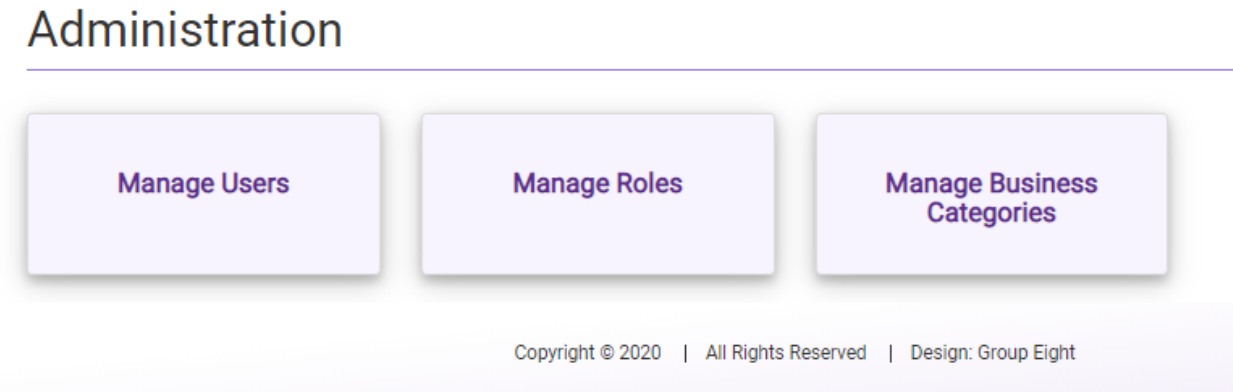 Administration
Manage Users
Manage Roles
Manage Business
Categories
Copyright © 2020 | All Rights Reserved | Design: Group Eight